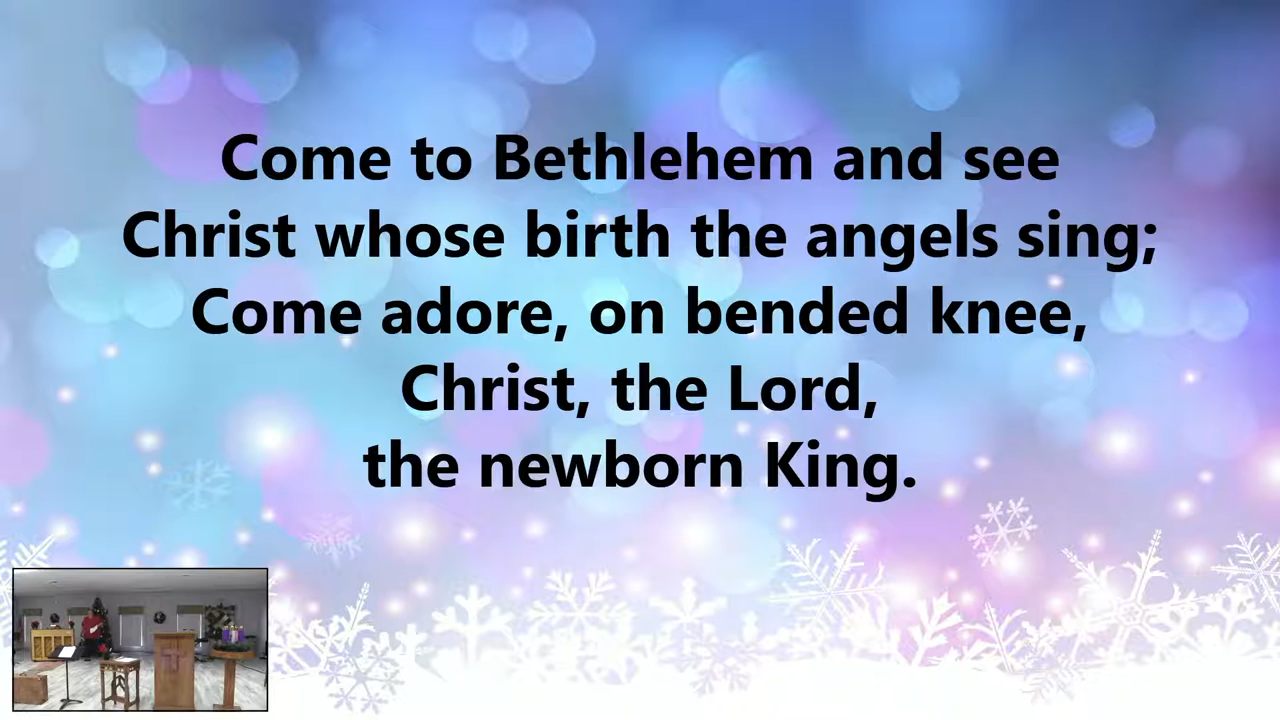 Come to Bethlehem and see
Christ whose birth the angels sing;
Come adore, on bended knee,
Christ, the Lord,
the newborn King.